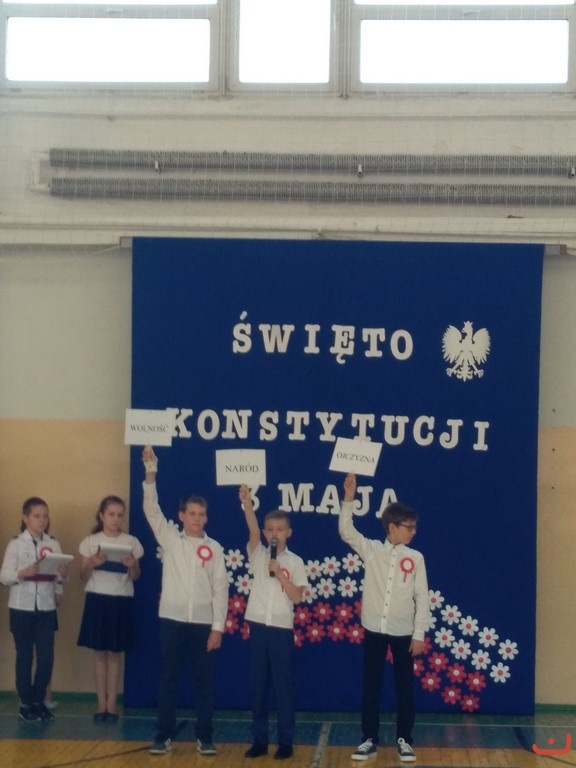 ŚWIĘTO
KONSTYTUCJI
3 MAJA
WOLNOŚĆ
NARÓD
OJCZYZNA